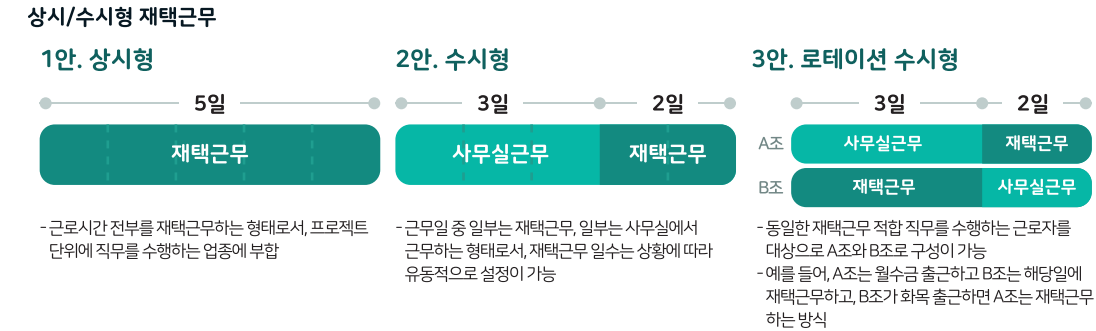 상시/수시형 재택근무
1안. 상시형
5일
재택근무
- 근로시간 전부를 재택근무하는 형태로서, 프로젝트
단위에 직무를 수행하는 업종에 부합
2안. 수시형
3일 2일
사무실근무 재택근무
- 근무일 중 일부는 재택근무, 일부는 사무실에서
근무하는 형태로서, 재택근무 일수는 상황에 따라
유동적으로 설정이 가능
3안. 로테이션 수시형
3일 2일
A조 사무실근무 재택근무
B조 재택근무 사무실근무
- 동일한 재택근무 적합 직무를 수행하는 근로자를
대상으로 A조와 B조로 구성이 가능
- 예를 들어, A조는 월수금 출근하고 B조는 해당일에
재택근무하고, B조가 화목 출근하면 A조는 재택근무
하는 방식